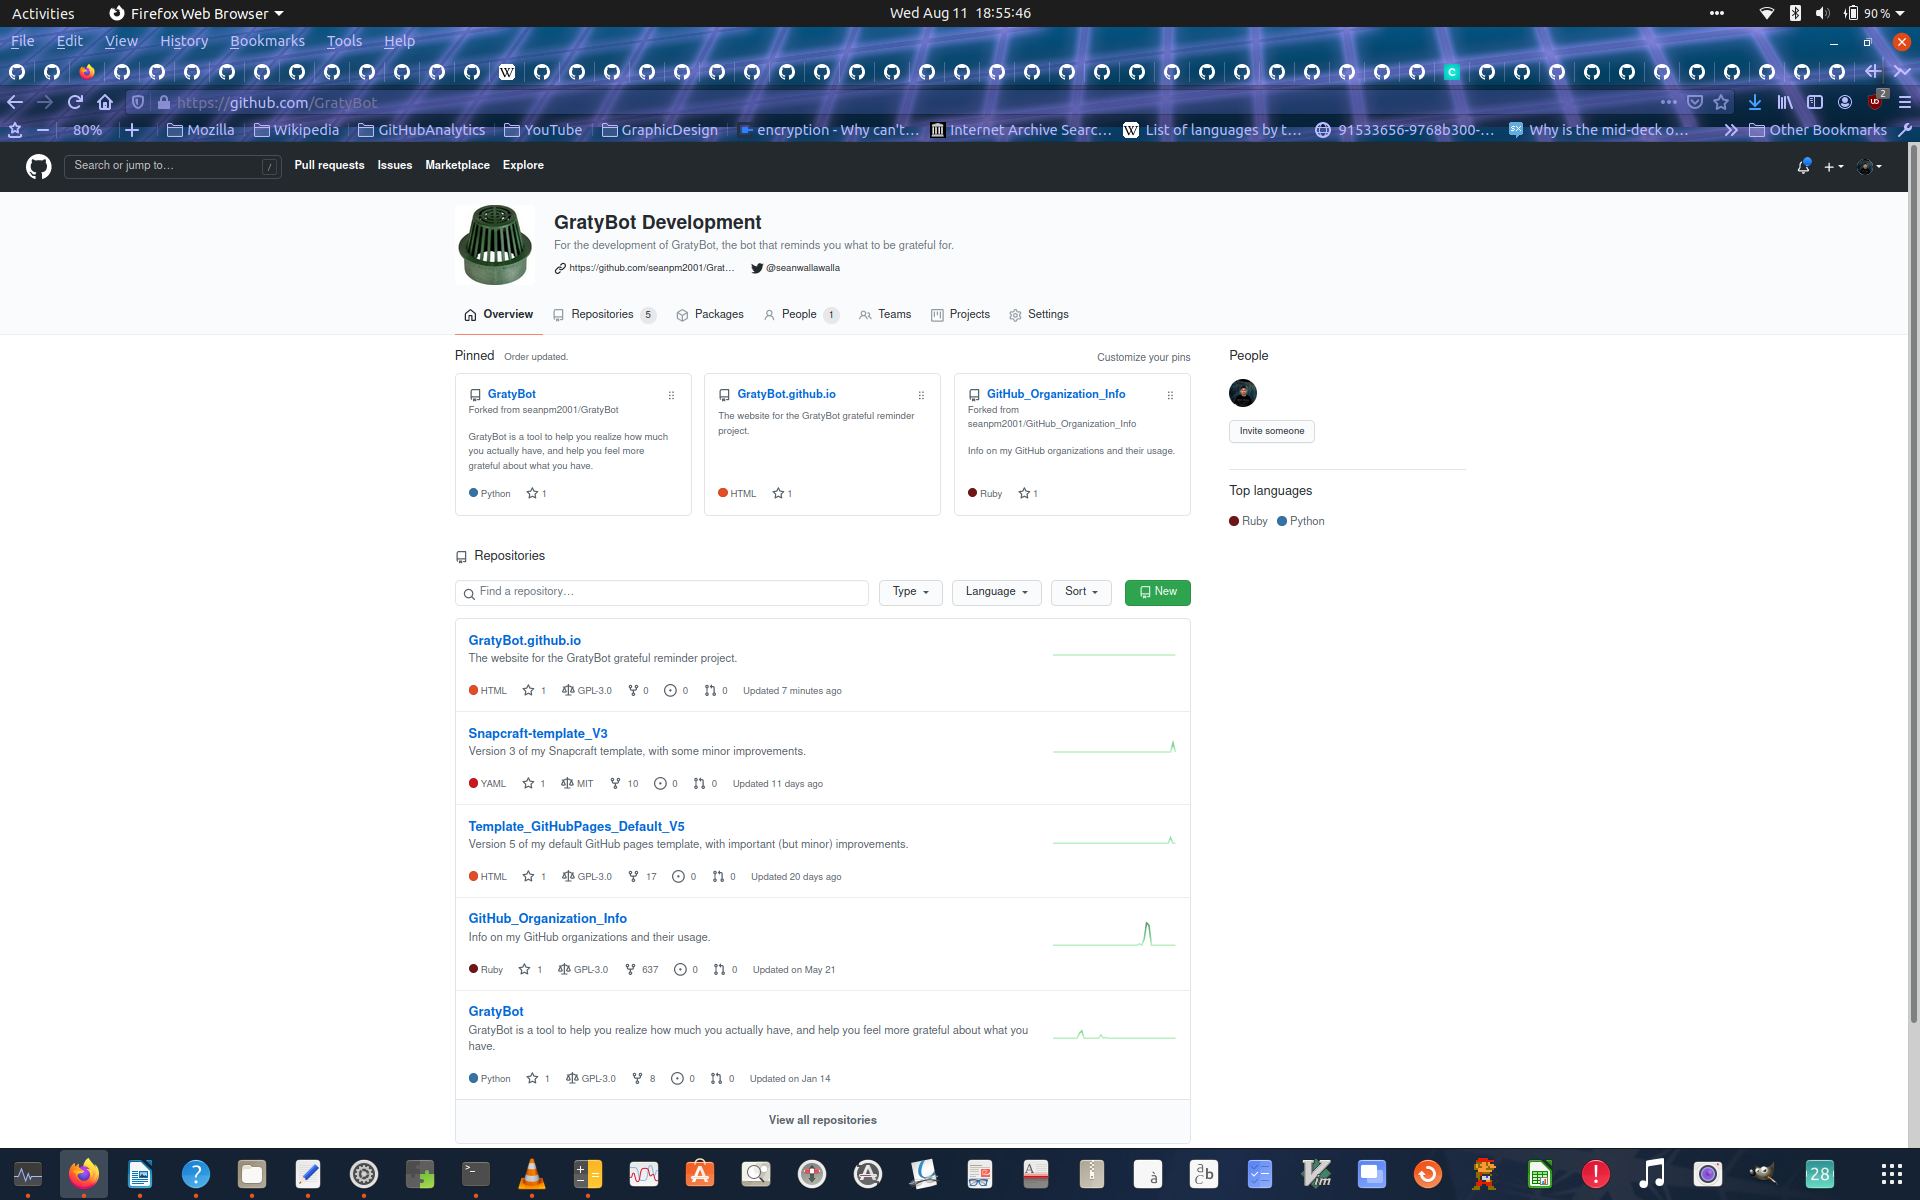 Activities Firefox Web Browser Wed Aug 11 18:55:46 90 %
File Edit View History Bookmarks Tools Help
https://github.com/GratyBot 2
80% Mozilla Wikipedia GitHubAnalytics YouTube GraphicDesign encryption - Why can't… Internet Archive Searc… List of languages by t… 91533656-9768b300-… Why is the mid-deck o… Other Bookmarks
Search or jump to… / Pull requests Issues Marketplace Explore
GratyBot Development
For the development of GratyBot, the bot that reminds you what to be grateful for.
https://github.com/seanpm2001/Grat… @seanwallawalla
Overview Repositories 5 Packages People 1 Teams Projects Settings
Pinned Order updated. Customize your pins
GratyBot
Forked from seanpm2001/GratyBot
GratyBot is a tool to help you realize how much
you actually have, and help you feel more
grateful about what you have.
Python 1
GratyBot.github.io
The website for the GratyBot grateful reminder
project.
HTML 1
GitHub_Organization_Info
Forked from
seanpm2001/GitHub_Organization_Info
Info on my GitHub organizations and their usage.
Ruby 1
People
Invite someone
Top languages
Ruby Python
Repositories
Find a repository… Type Language Sort New
GratyBot.github.io
The website for the GratyBot grateful reminder project.
HTML 1 GPL-3.0 0 0 0 Updated 7 minutes ago
Snapcraft-template_V3
Version 3 of my Snapcraft template, with some minor improvements.
YAML 1 MIT 10 0 0 Updated 11 days ago
Template_GitHubPages_Default_V5
Version 5 of my default GitHub pages template, with important (but minor) improvements.
HTML 1 GPL-3.0 17 0 0 Updated 20 days ago
GitHub_Organization_Info
Info on my GitHub organizations and their usage.
Ruby 1 GPL-3.0 637 0 0 Updated on May 21
GratyBot
GratyBot is a tool to help you realize how much you actually have, and help you feel more grateful about what you
have.
Python 1 GPL-3.0 8 0 0 Updated on Jan 14
View all repositories
28